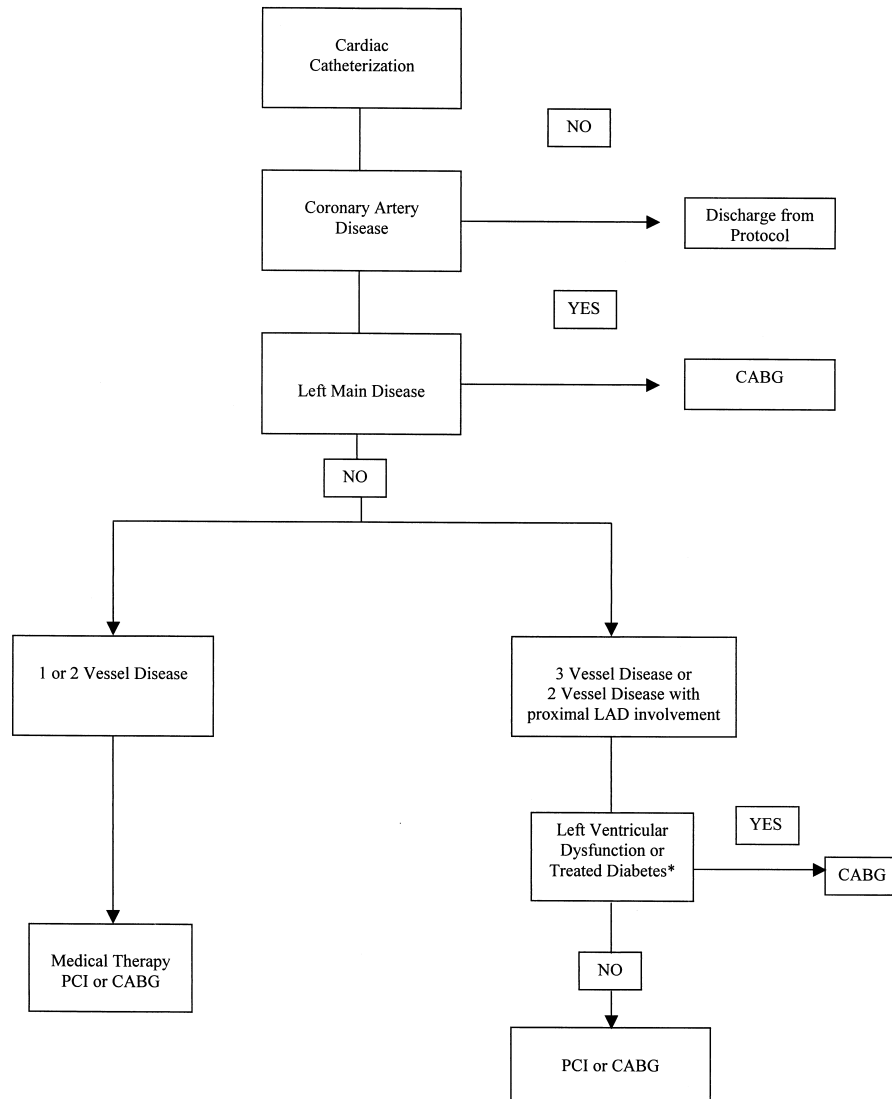 Cardiac
Catheterization
NO
Coronary Artery
Disease
Discharge from
Protocol
YES
Left Main Disease
CABG
NO
1 or 2 Vessel Disease
3 Vessel Disease or
2 Vessel Disease with
proximal LAD involvement
Left Ventricular
Dysfunction or
Treated Diabetes*
YES
CABG
Medical Therapy
PCI or CABG
NO
PCI or CABG